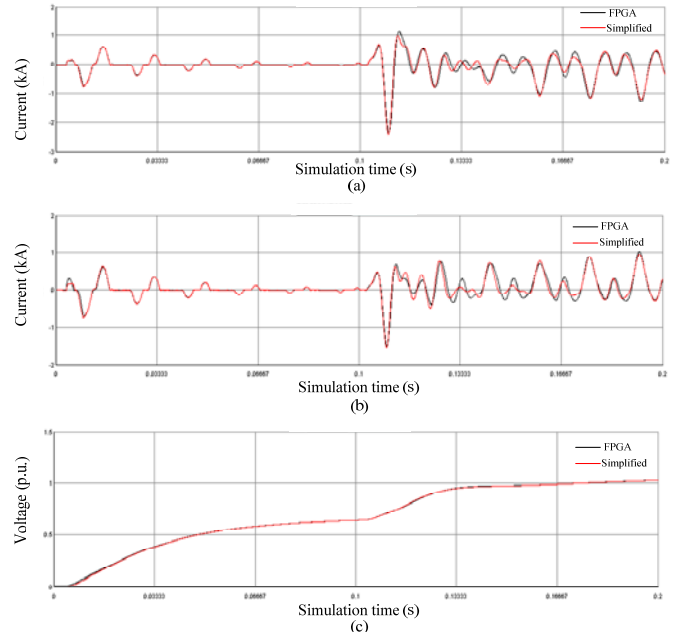 2
FPGA
Simplified
1
0
-1
-2
-3
Current (kA)
0 0.03333 0.06667 0.1 0.13333 0.16667 0.2
Simulation time (s)
(a)
2
FPGA
Simplified
1
0
-1
-2
Current (kA)
0 0.03333 0.06667 0.1 0.13333 0.16667 0.2
Simulation time (s)
(b)
1.5
FPGA
Simplified
1
0.5
0
Voltage (p.u.)
0 0.03333 0.06667 0.1 0.13333 0.16667 0.2
Simulation time (s)
(c)